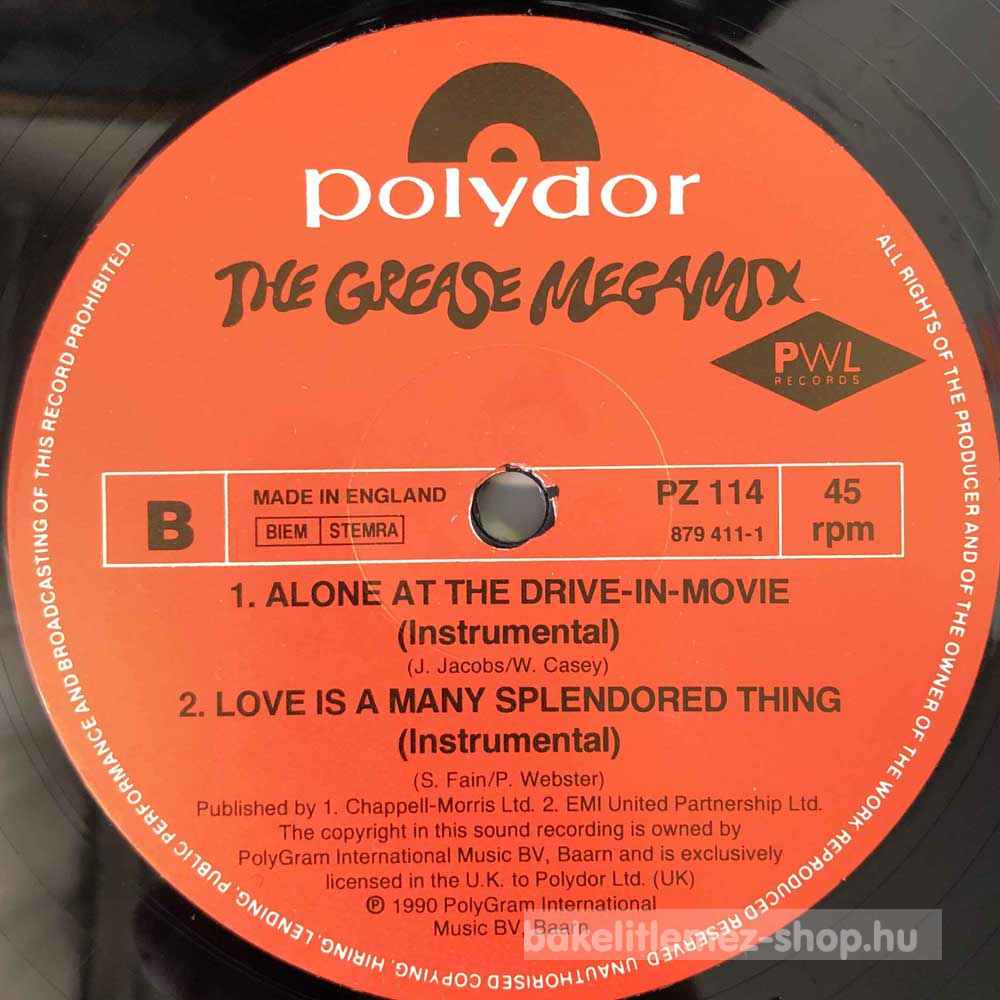 polydor
THE GREASE MEGAMIX
PWL
RECORDS
B
MADE IN ENGLAND
BIEM STEMRA
PZ 114
879 411-1
45
rpm
1. ALONE AT THE DRIVE-IN-MOVIE
(Instrumental)
(J. Jacobs/W. Casey)
2. LOVE IS A MANY SPLENDORED THING
(Instrumental)
(S. Fain/P. Webster)
Published by 1. Chappell-Morris Ltd. 2. EMI United Partnership Ltd.
The copyright in this sound recording is owned by
PolyGram International Music BV, Baarn and is exclusively
licensed in the U.K. to Polydor Ltd. (UK)
℗ 1990 PolyGram International
Music BV, Baarn
ALL RIGHTS OF THE PRODUCER AND OF THE OWNER OF THE WORK REPRODUCED RESERVED. UNAUTHORISED COPYING, HIRING, LENDING, PUBLIC PERFORMANCE AND BROADCASTING OF THIS RECORD PROHIBITED.
bakelitlemez-shop.hu